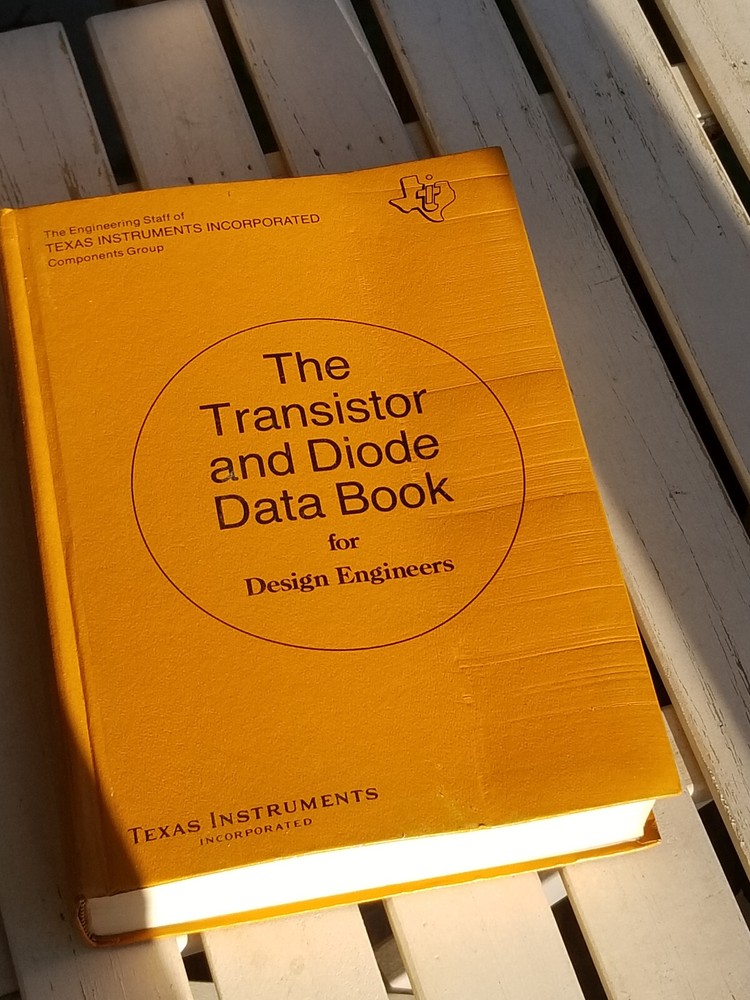 The Engineering Staff of
TEXAS INSTRUMENTS INCORPORATED
Components Group
The
Transistor
and Diode
Data Book
for
Design Engineers
TEXAS INSTRUMENTS
INCORPORATED